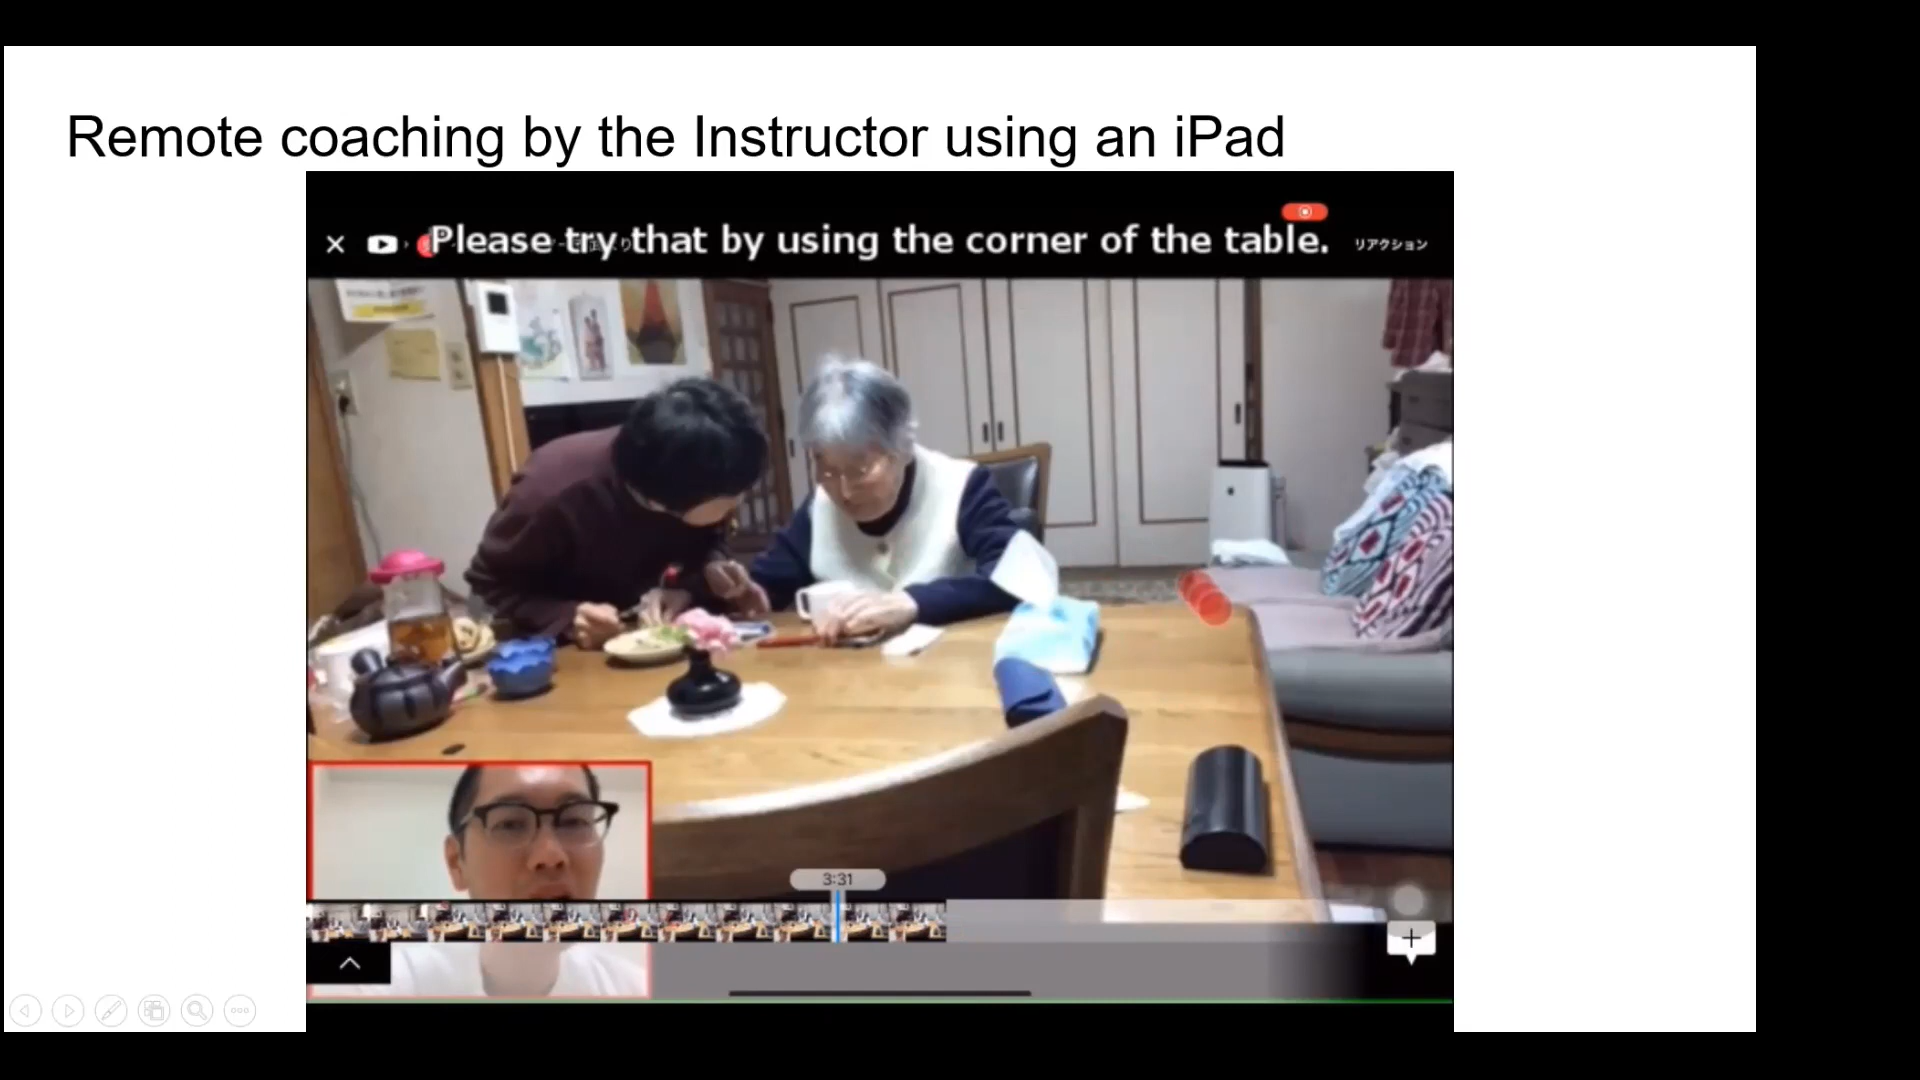 Remote coaching by the Instructor using an iPad
Please try that by using the corner of the table.
リアクション
3:31